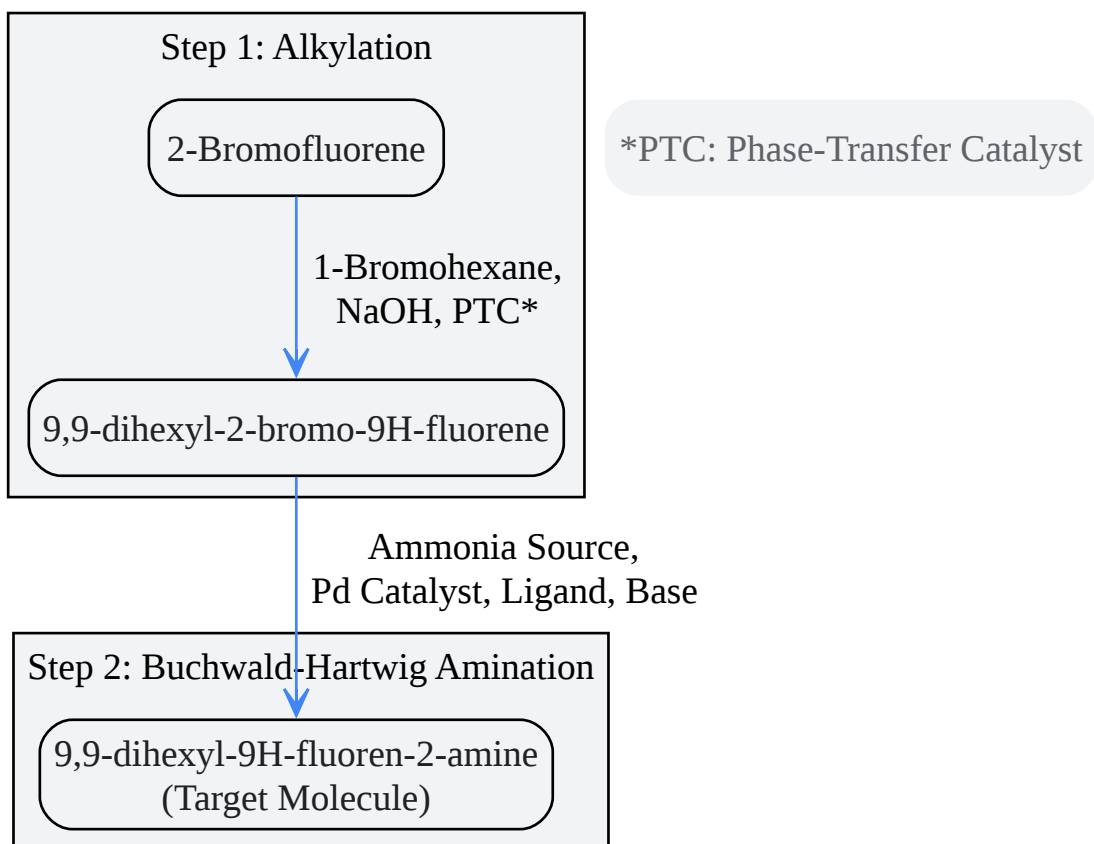 Step 1: Alkylation
2-Bromofluorene
*PTC: Phase-Transfer Catalyst
1-Bromohexane,
NaOH, PTC*
9,9-dihexyl-2-bromo-9H-fluorene
Ammonia Source,
Pd Catalyst, Ligand, Base
Step 2: Buchwald-Hartwig Amination
9,9-dihexyl-9H-fluoren-2-amine
(Target Molecule)